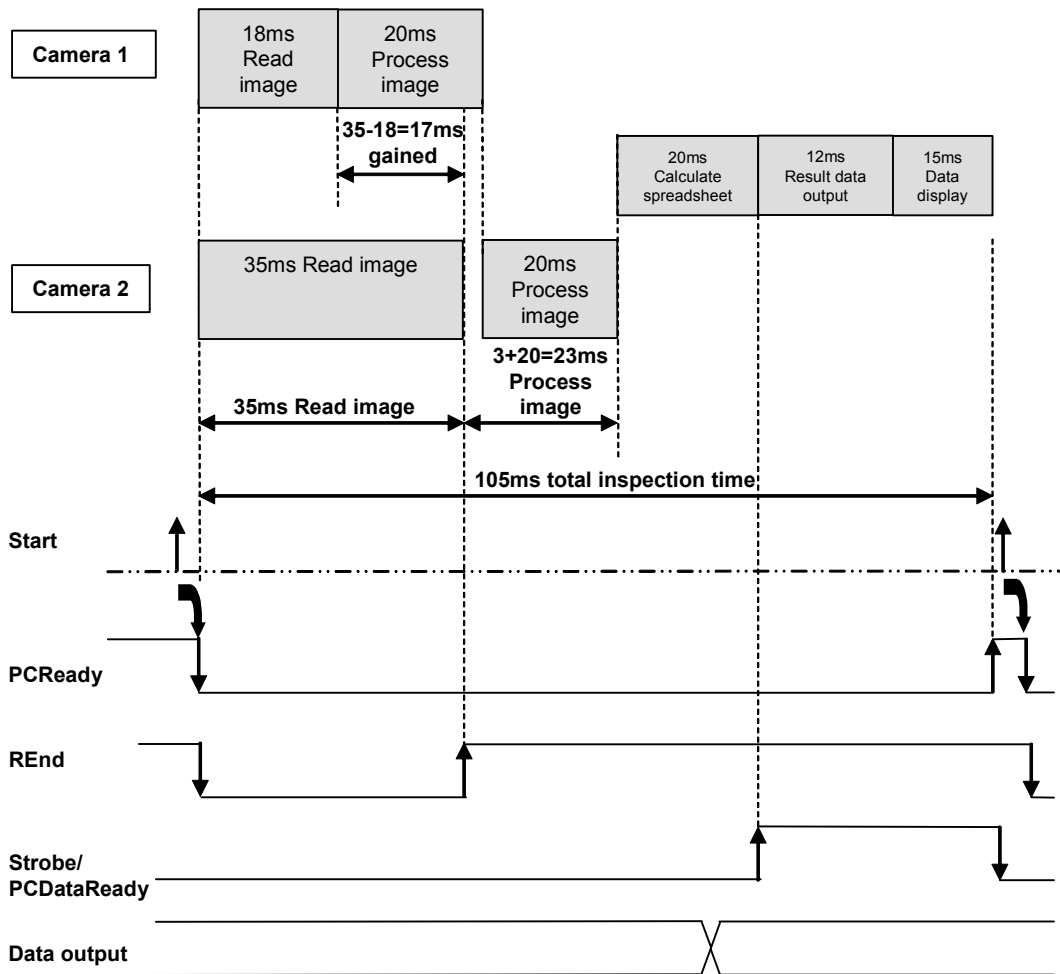 Camera 1
18ms
Read
image
20ms
Process
image
35-18=17ms
gained
20ms
Calculate
spreadsheet
12ms
Result data
output
15ms
Data
display
Camera 2
35ms Read image
20ms
Process
image
3+20=23ms
Process
image
35ms Read image
105ms total inspection time
Start
PCReady
REnd
Strobe/
PCDataReady
Data output